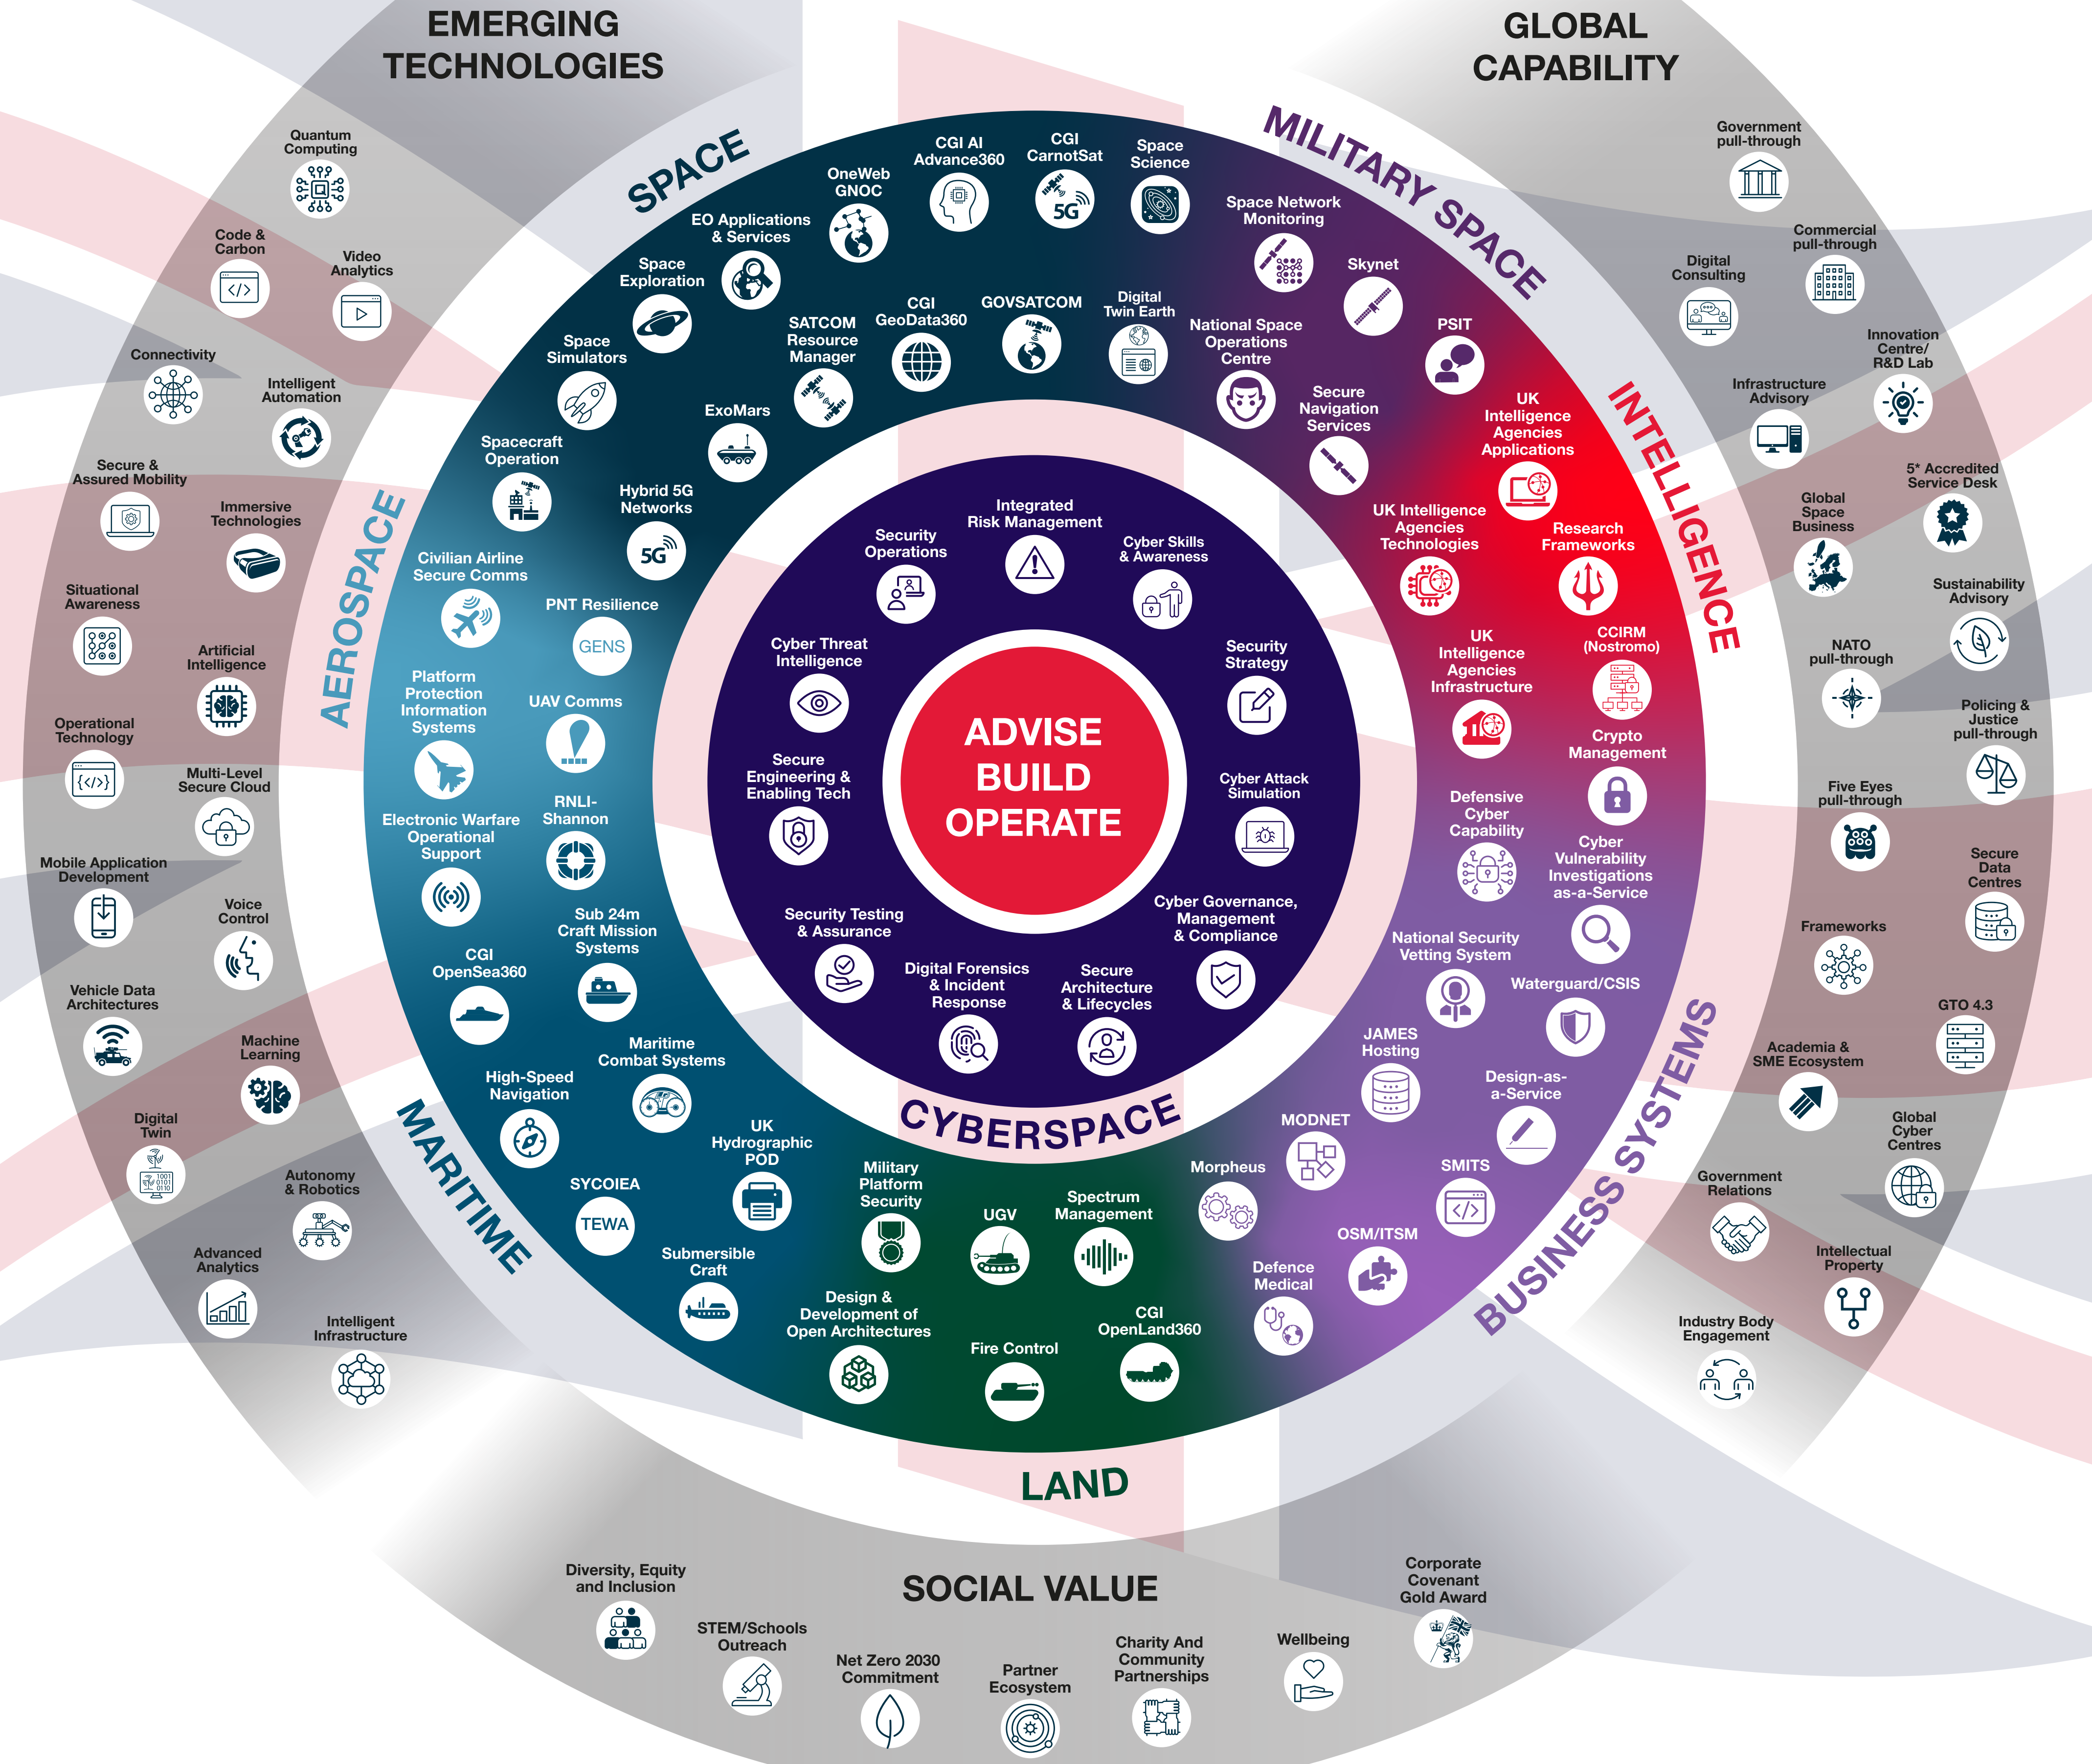 EMERGING
TECHNOLOGIES
Quantum
Computing
Code &
Carbon
Video
Analytics
Connectivity
Intelligent
Automation
Secure &
Assured Mobility
Immersive
Technologies
Situational
Awareness
Artificial
Intelligence
Operational
Technology
Multi-Level
Secure Cloud
Mobile Application
Development
Voice
Control
Vehicle Data
Architectures
Machine
Learning
Digital
Twin
1001
0101
0110
Autonomy
& Robotics
Advanced
Analytics
Intelligent
Infrastructure
GLOBAL
CAPABILITY
Government
pull-through
Commercial
pull-through
Digital
Consulting
Innovation
Centre/
R&D Lab
Infrastructure
Advisory
5* Accredited
Service Desk
Global
Space
Business
Sustainability
Advisory
NATO
pull-through
Policing &
Justice
pull-through
Five Eyes
pull-through
Secure
Data
Centres
Frameworks
GTO 4.3
Academia &
SME Ecosystem
Global
Cyber
Centres
Government
Relations
Intellectual
Property
Industry Body
Engagement
SPACE
CGI AI
Advance360
CGI
CarnotSat
5G
Space
Science
OneWeb
GNOC
EO Applications
& Services
Space
Exploration
Space
Simulators
Spacecraft
Operation
SATCOM
Resource
Manager
CGI
GeoData360
GOVSATCOM
Digital
Twin Earth
ExoMars
Hybrid 5G
Networks
5G
MILITARY SPACE
Space Network
Monitoring
Skynet
National Space
Operations
Centre
Secure
Navigation
Services
PSIT
INTELLIGENCE
UK
Intelligence
Agencies
Applications
UK Intelligence
Agencies
Technologies
Research
Frameworks
UK
Intelligence
Agencies
Infrastructure
CCIRM
(Nostromo)
Crypto
Management
Defensive
Cyber
Capability
Cyber
Vulnerability
Investigations
as-a-Service
BUSINESS SYSTEMS
National Security
Vetting System
Waterguard/CSIS
JAMES
Hosting
Design-as-
a-Service
MODNET
SMITS
Morpheus
OSM/ITSM
Defence
Medical
AEROSPACE
Civilian Airline
Secure Comms
PNT Resilience
GENS
Platform
Protection
Information
Systems
UAV Comms
Electronic Warfare
Operational
Support
RNLI-
Shannon
MARITIME
Sub 24m
Craft Mission
Systems
CGI
OpenSea360
Maritime
Combat Systems
High-Speed
Navigation
UK
Hydrographic
POD
SYCOIEA
TEWA
Submersible
Craft
LAND
Military
Platform
Security
UGV
Spectrum
Management
Design &
Development of
Open Architectures
Fire Control
CGI
OpenLand360
CYBERSPACE
Integrated
Risk Management
Security
Operations
Cyber Skills
& Awareness
Cyber Threat
Intelligence
Security
Strategy
Secure
Engineering &
Enabling Tech
Cyber Attack
Simulation
Security Testing
& Assurance
Cyber Governance,
Management
& Compliance
Digital Forensics
& Incident
Response
Secure
Architecture
& Lifecycles
ADVISE
BUILD
OPERATE
SOCIAL VALUE
Diversity, Equity
and Inclusion
STEM/Schools
Outreach
Net Zero 2030
Commitment
Partner
Ecosystem
Charity And
Community
Partnerships
Wellbeing
Corporate
Covenant
Gold Award